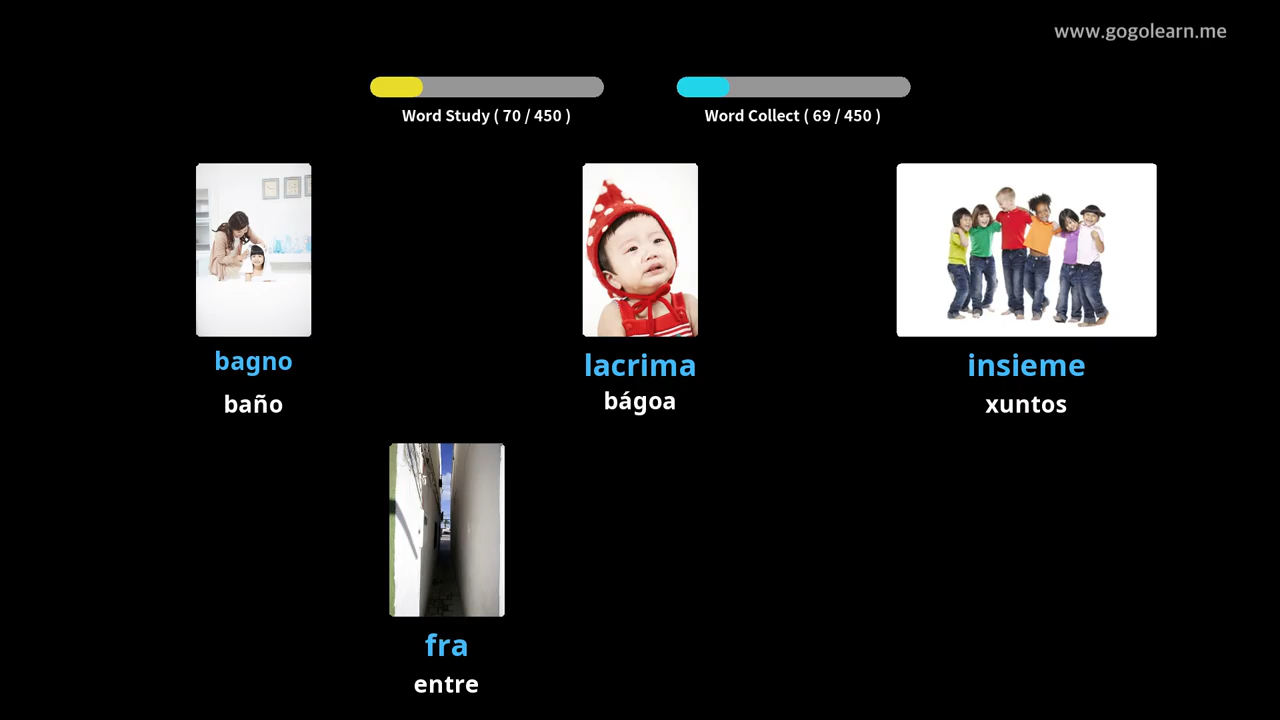 www.gogolearn.me
Word Study ( 70 / 450 )
Word Collect ( 69 / 450 )
bagno
baño
lacrima
bágoa
insieme
xuntos
fra
entre